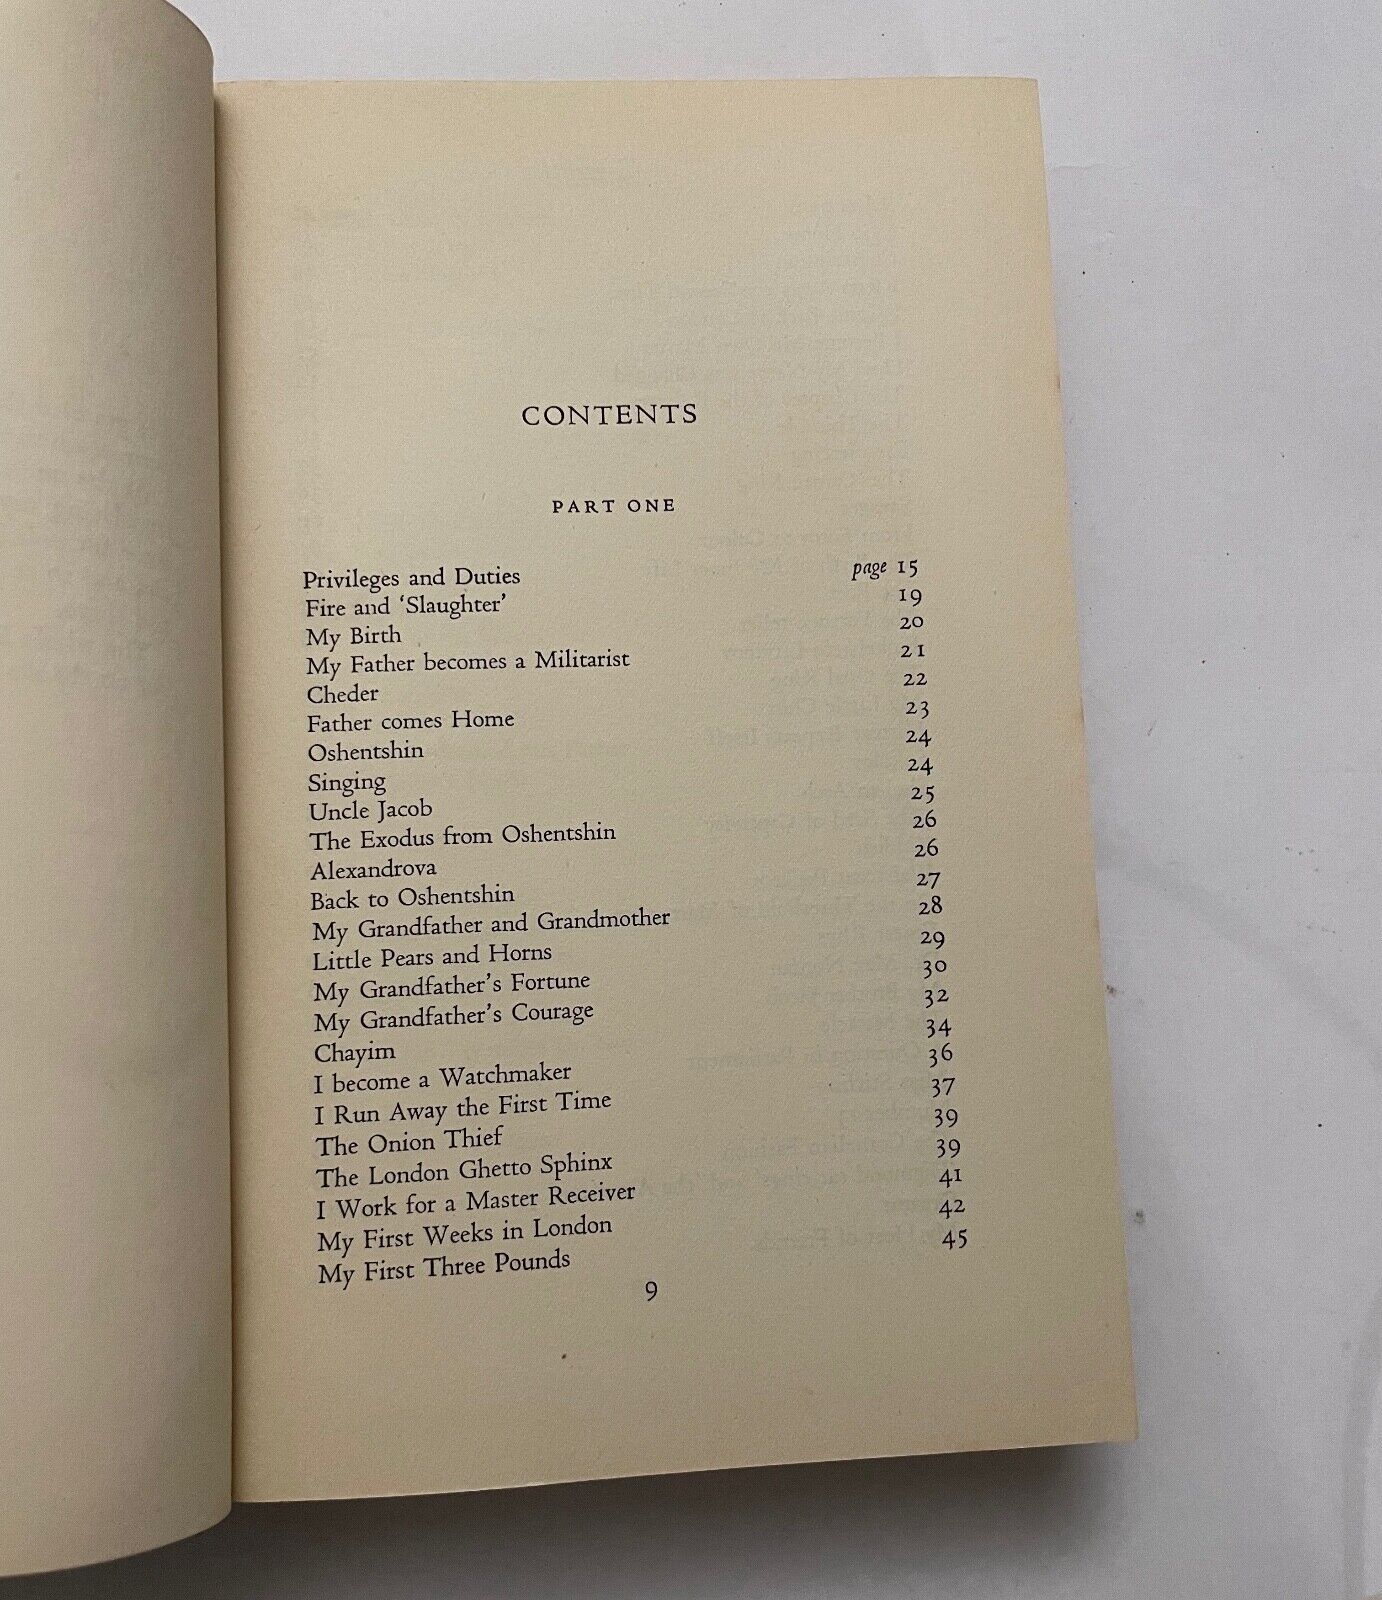 CONTENTS
PART ONE
Privileges and Duties page 15
Fire and ‘Slaughter’ 19
My Birth 20
My Father becomes a Militarist 21
Cheder 22
Father comes Home 23
Oshentshin 24
Singing 24
Uncle Jacob 25
The Exodus from Oshentshin 26
Alexandrova 26
Back to Oshentshin 27
My Grandfather and Grandmother 28
Little Pears and Horns 29
My Grandfather’s Fortune 30
My Grandfather’s Courage 32
Chayim 34
I become a Watchmaker 36
I Run Away the First Time 37
The Onion Thief 39
The London Ghetto Sphinx 39
I Work for a Master Receiver 41
My First Weeks in London 42
My First Three Pounds 45
9